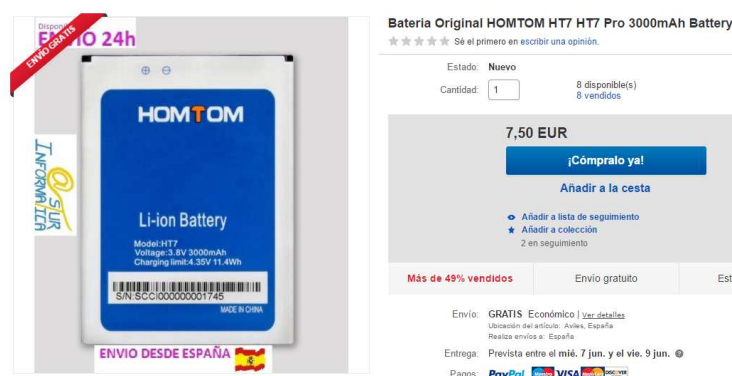 Disponible
ENVIO 24h
ENVIO GRATIS
HOMTOM
INFORMATICA
@STUR
Li-ion Battery
Model:HT7
Voltage:3.8V 3000mAh
Charging limit:4.35V 11.4Wh
S/N:SCCI000000001745
MADE IN CHINA
ENVIO DESDE ESPAÑA
Bateria Original HOMTOM HT7 HT7 Pro 3000mAh Battery
Sé el primero en escribir una opinión.
Estado: Nuevo
Cantidad: 1
8 disponible(s)
8 vendidos
7,50 EUR
¡Cómpralo ya!
Añadir a la cesta
Añadir a lista de seguimiento
Añadir a colección
2 en seguimiento
Más de 49% vendidos
Envío gratuito
Est
Envío: GRATIS Económico | Ver detalles
Ubicación del artículo: Aviles, España
Realiza envíos a: España
Entrega: Prevista entre el mié. 7 jun. y el vie. 9 jun.
Pagos: PayPal VISA DISCOVER